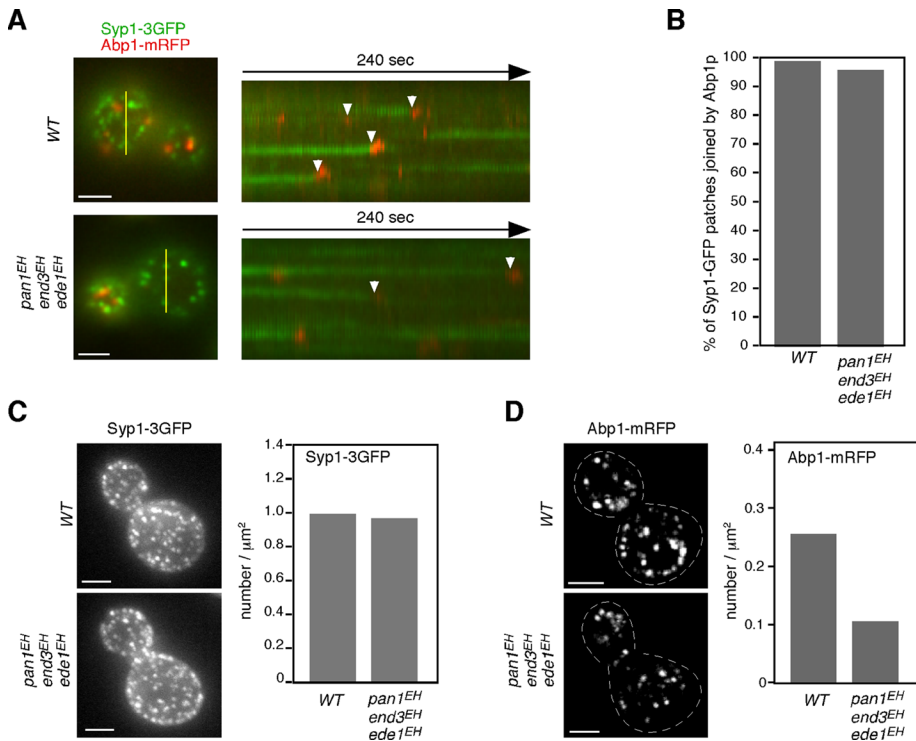 A
Syp1-3GFP
Abp1-mRFP
WT
240 sec
pan1EH
end3EH
ede1EH
240 sec
B
% of Syp1-GFP patches joined by Abp1p
100
90
80
70
60
50
40
30
20
10
0
WT
pan1EH
end3EH
ede1EH
C
Syp1-3GFP
WT
pan1EH
end3EH
ede1EH
Syp1-3GFP
number / µm²
1.4
1.2
1.0
0.8
0.6
0.4
0.2
0
WT
pan1EH
end3EH
ede1EH
D
Abp1-mRFP
WT
pan1EH
end3EH
ede1EH
Abp1-mRFP
number / µm²
0.4
0.3
0.2
0.1
0
WT
pan1EH
end3EH
ede1EH